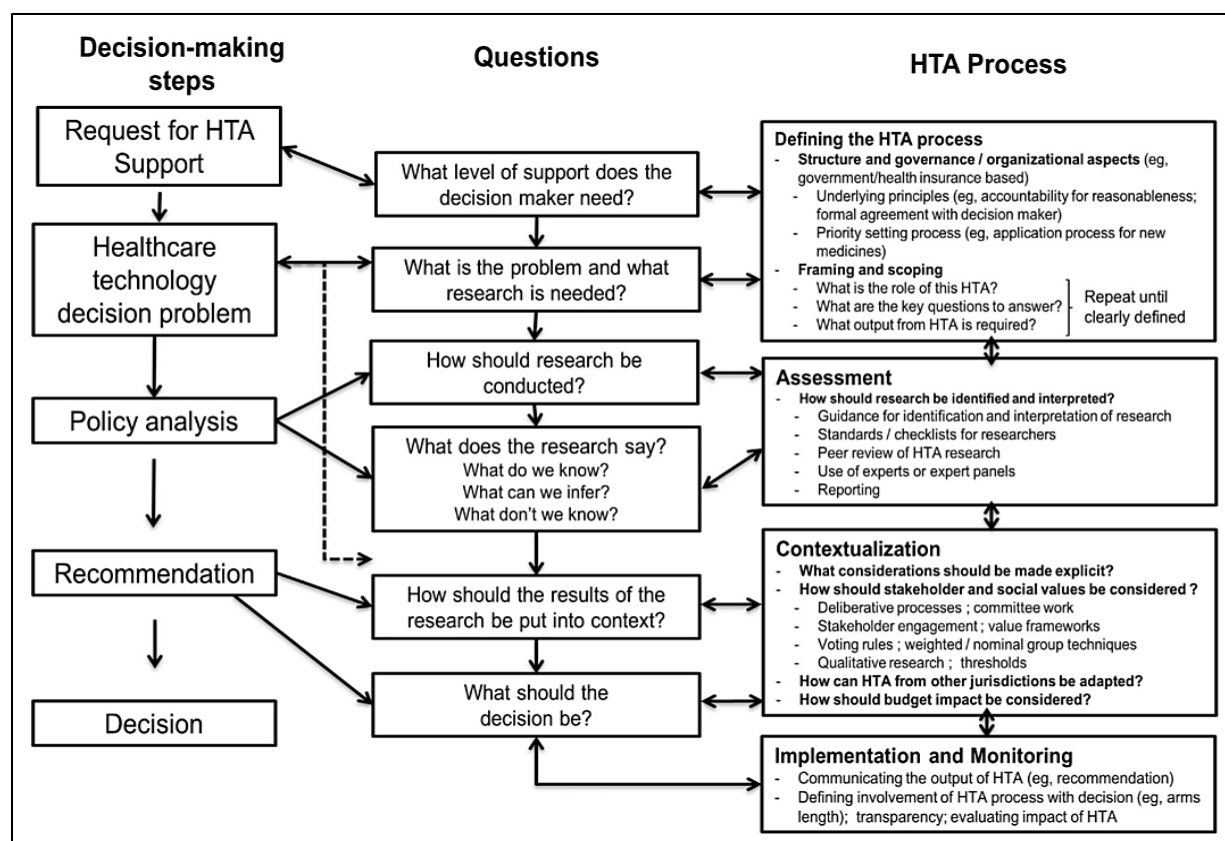 Decision-making
steps
Questions
HTA Process
Request for HTA
Support
Healthcare
technology
decision problem
Policy analysis
Recommendation
Decision
What level of support does the
decision maker need?
What is the problem and what
research is needed?
How should research be
conducted?
What does the research say?
What do we know?
What can we infer?
What don't we know?
How should the results of the
research be put into context?
What should the
decision be?
Defining the HTA process
- Structure and governance / organizational aspects (eg,
government/health insurance based)
- Underlying principles (eg, accountability for reasonableness;
formal agreement with decision maker)
- Priority setting process (eg, application process for new
medicines)
- Framing and scoping
- What is the role of this HTA?
- What are the key questions to answer?
- What output from HTA is required?
Repeat until
clearly defined
Assessment
- How should research be identified and interpreted?
- Guidance for identification and interpretation of research
- Standards / checklists for researchers
- Peer review of HTA research
- Use of experts or expert panels
- Reporting
Contextualization
- What considerations should be made explicit?
- How should stakeholder and social values be considered ?
- Deliberative processes ; committee work
- Stakeholder engagement ; value frameworks
- Voting rules ; weighted / nominal group techniques
- Qualitative research ; thresholds
- How can HTA from other jurisdictions be adapted?
- How should budget impact be considered?
Implementation and Monitoring
- Communicating the output of HTA (eg, recommendation)
- Defining involvement of HTA process with decision (eg, arms
length); transparency; evaluating impact of HTA